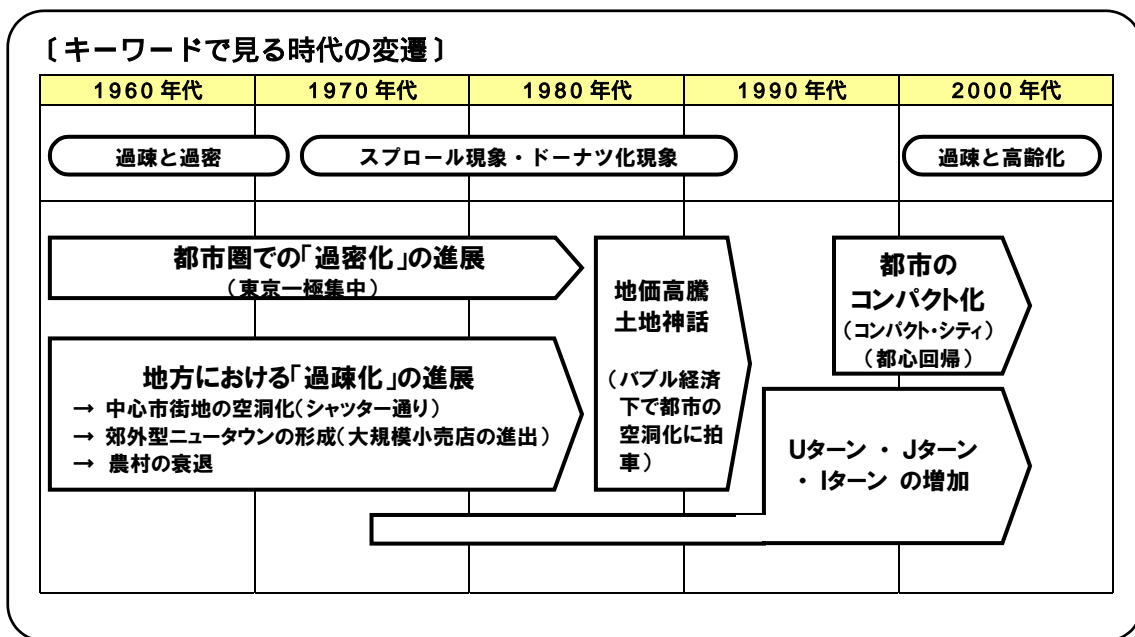 〔キーワードで見る時代の変遷〕
1960年代 1970年代 1980年代 1990年代 2000年代
過疎と過密 スプロール現象・ドーナツ化現象 過疎と高齢化
都市圏での「過密化」の進展
(東京一極集中)
地方における「過疎化」の進展
→ 中心市街地の空洞化(シャッター通り)
→ 郊外型ニュータウンの形成(大規模小売店の進出)
→ 農村の衰退
地価高騰
土地神話
(バブル経済
下で都市の
空洞化に拍
車)
都市の
コンパクト化
(コンパクト・シティ)
(都心回帰)
Uターン ・ Jターン
・ Iターン の増加